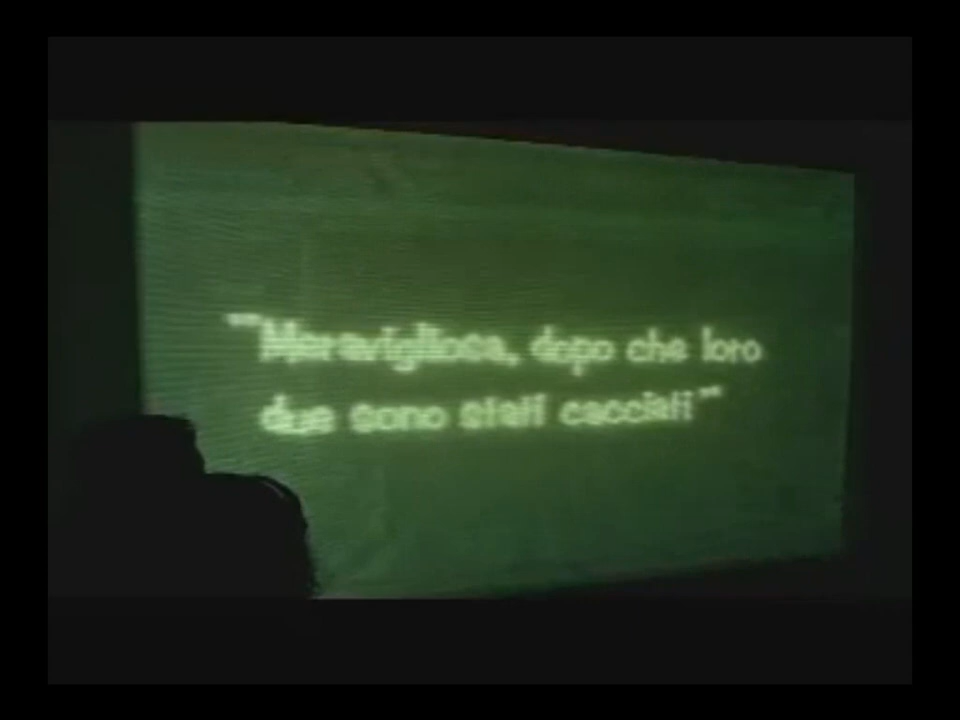 ""Meravigliosa, dopo che loro
due sono stati cacciati""